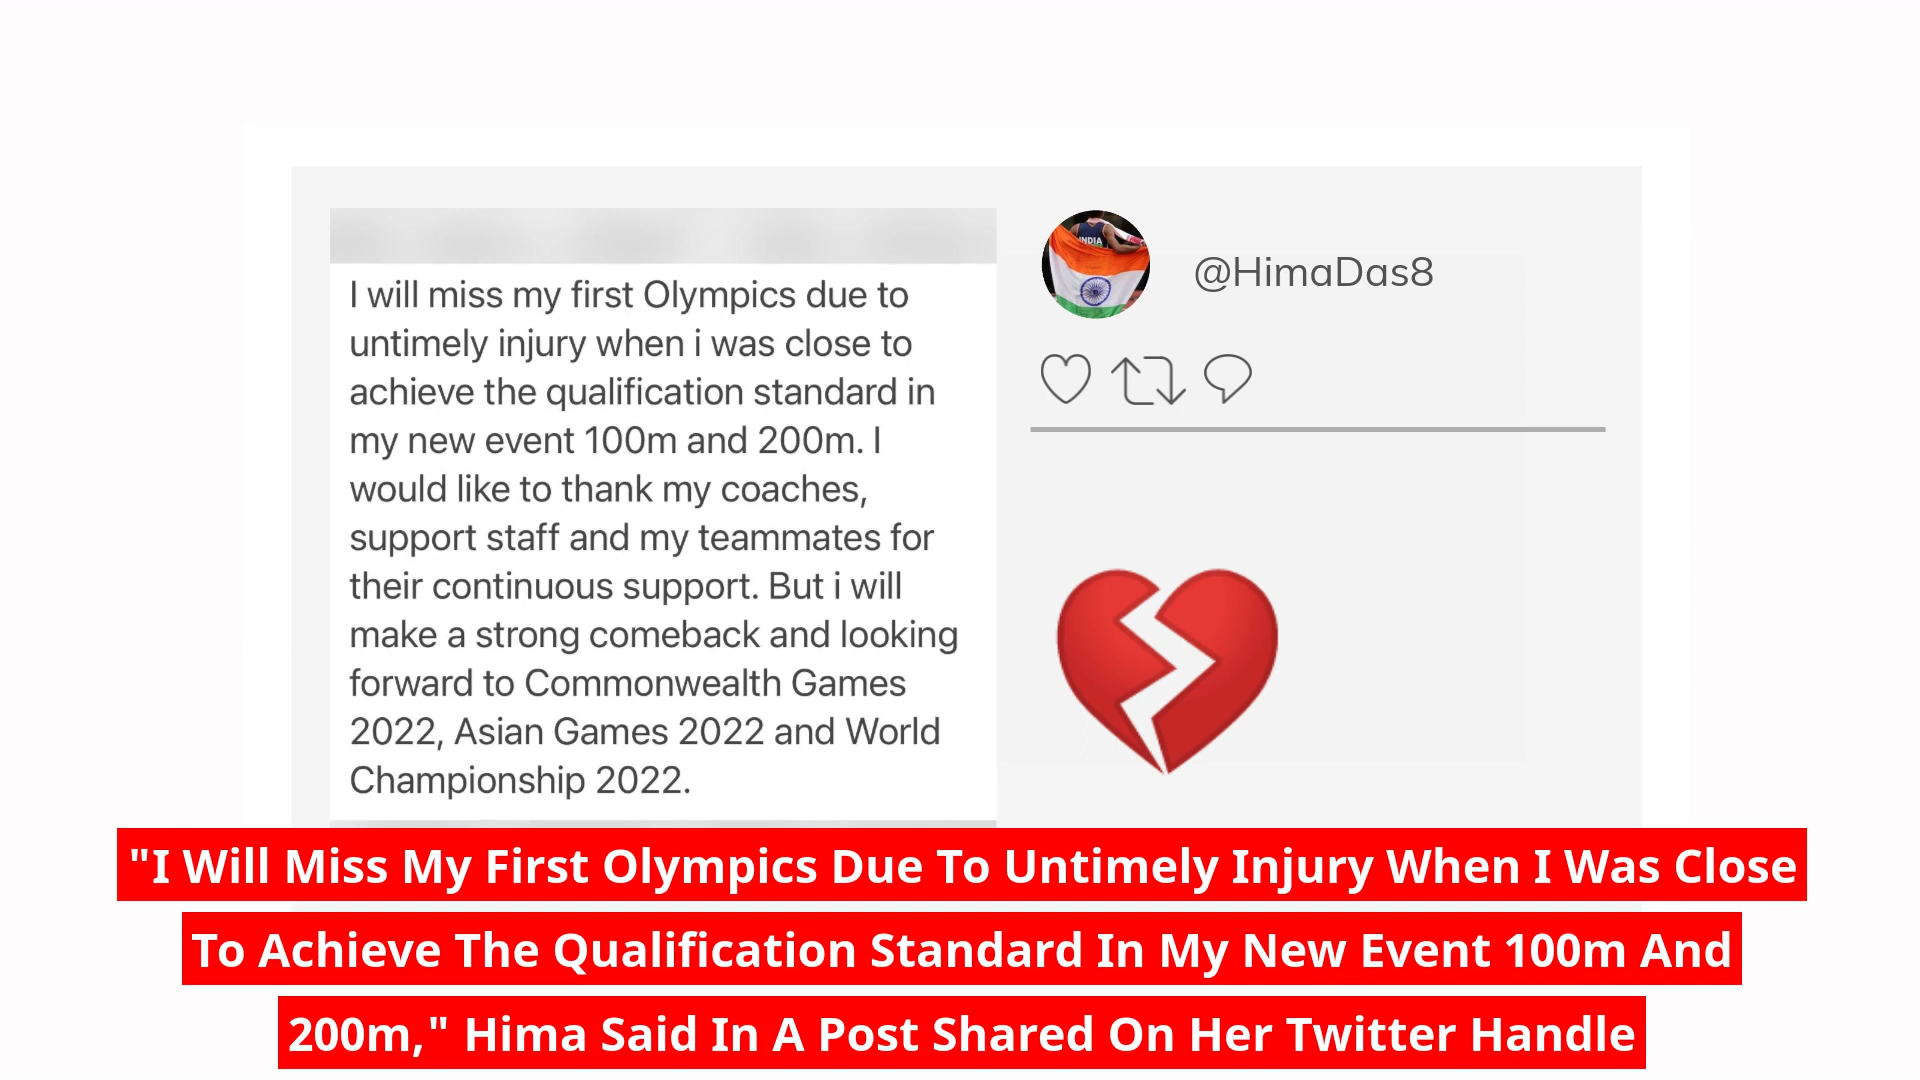 I will miss my first Olympics due to
untimely injury when i was close to
achieve the qualification standard in
my new event 100m and 200m. I
would like to thank my coaches,
support staff and my teammates for
their continuous support. But i will
make a strong comeback and looking
forward to Commonwealth Games
2022, Asian Games 2022 and World
Championship 2022.
INDIA
@HimaDas8
"I Will Miss My First Olympics Due To Untimely Injury When I Was Close
To Achieve The Qualification Standard In My New Event 100m And
200m," Hima Said In A Post Shared On Her Twitter Handle